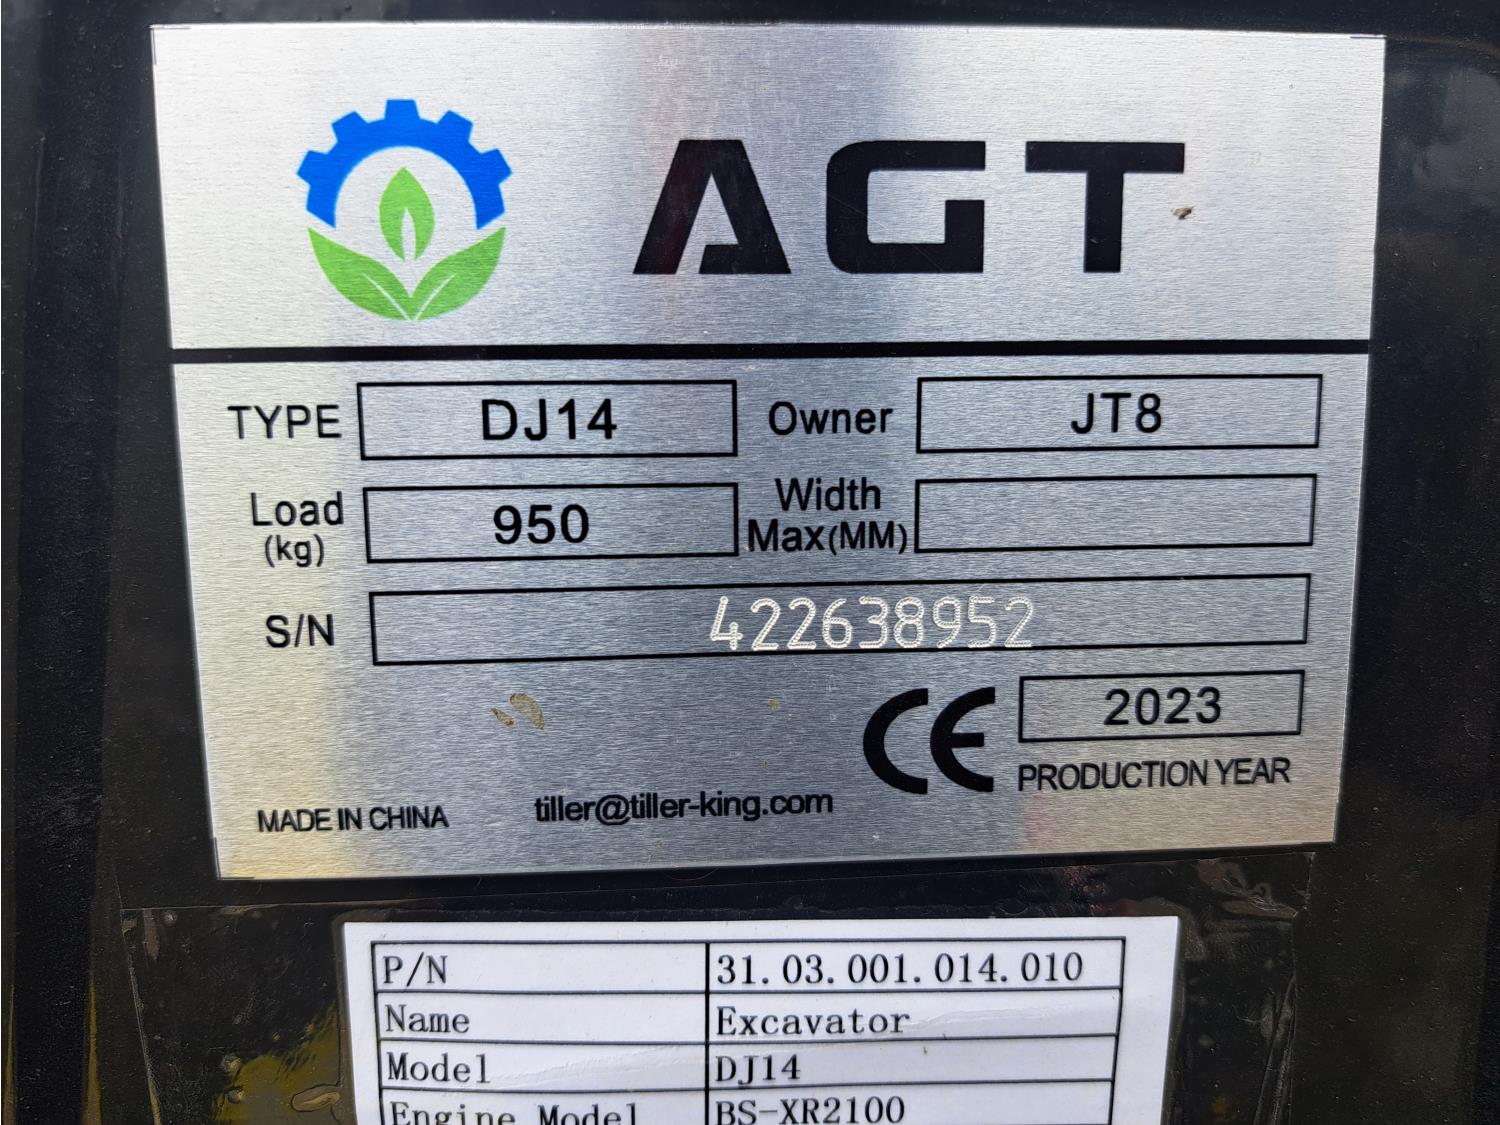 AGT
TYPE DJ14 Owner JT8
Load (kg) 950 Width Max(MM)
S/N 422638952
CE 2023
PRODUCTION YEAR
MADE IN CHINA tiller@tiller-king.com
P/N 31.03.001.014.010
Name Excavator
Model DJ14
Engine Model BS-XR2100